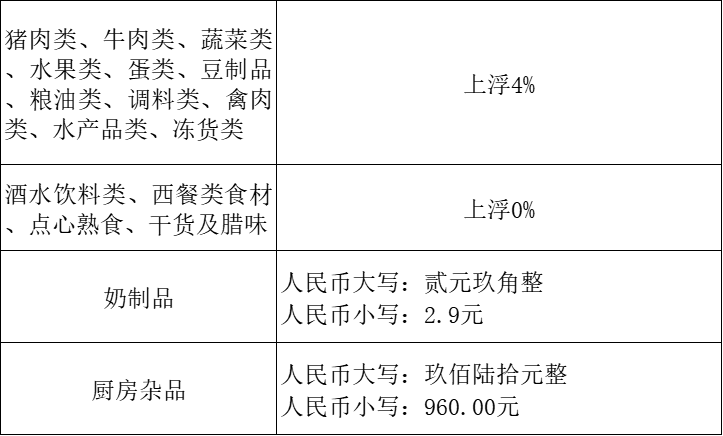 猪肉类、牛肉类、蔬菜类
、水果类、蛋类、豆制品
、粮油类、调料类、禽肉
类、水产品类、冻货类
上浮4%
酒水饮料类、西餐类食材
、点心熟食、干货及腊味
上浮0%
奶制品
人民币大写：贰元玖角整
人民币小写：2.9元
厨房杂品
人民币大写：玖佰陆拾元整
人民币小写：960.00元